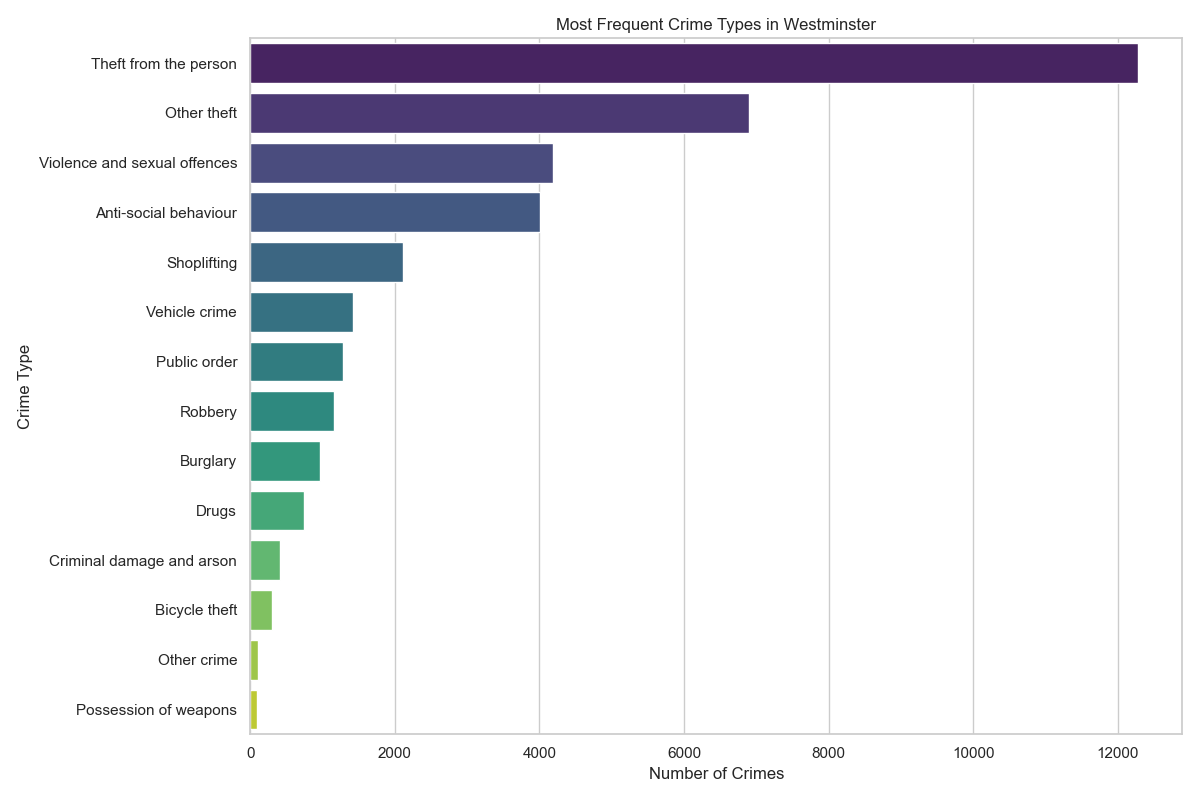 Most Frequent Crime Types in Westminster
Theft from the person
Other theft
Violence and sexual offences
Anti-social behaviour
Shoplifting
Vehicle crime
Public order
Robbery
Burglary
Drugs
Criminal damage and arson
Bicycle theft
Other crime
Possession of weapons
Crime Type
0 2000 4000 6000 8000 10000 12000
Number of Crimes